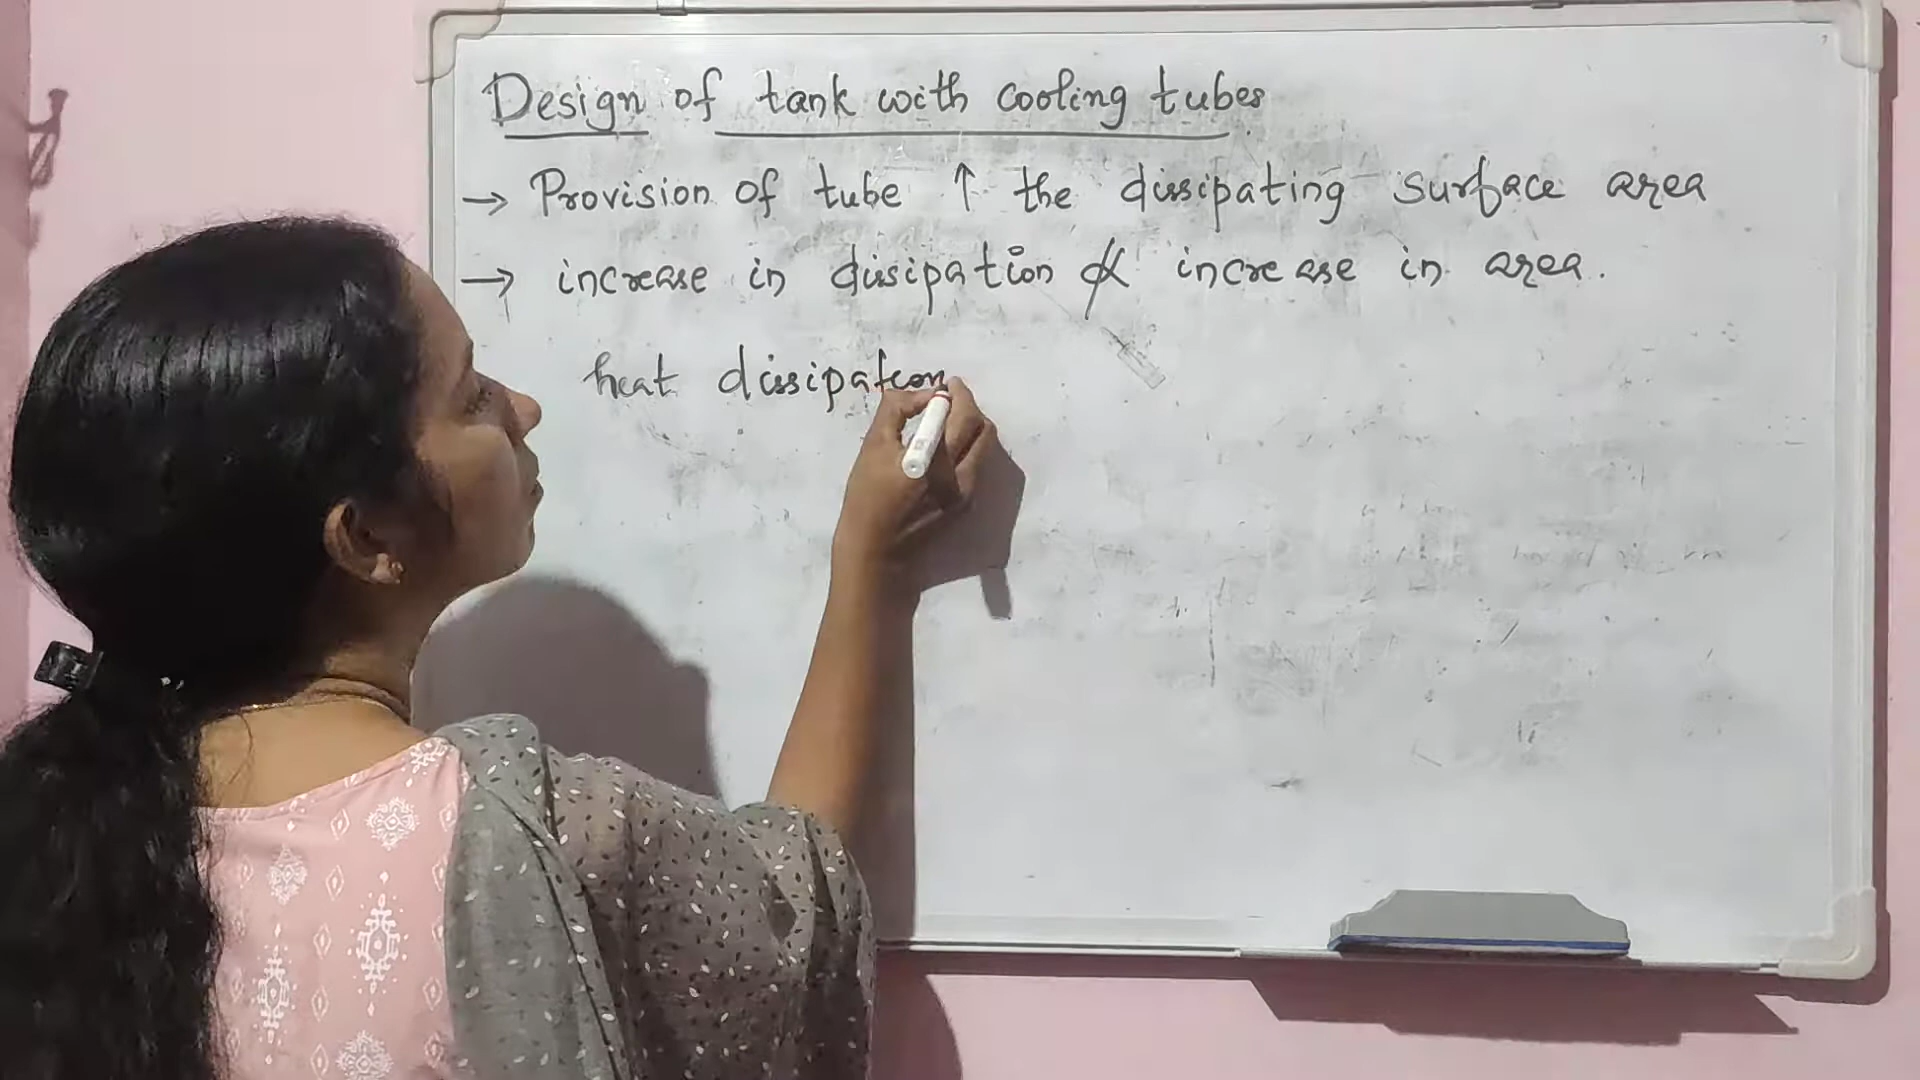 Design of tank with cooling tubes
→ Provision of tube ↑ the dissipating surface area
→ increase in dissipation ∝̸ increase in area.
heat dissipation